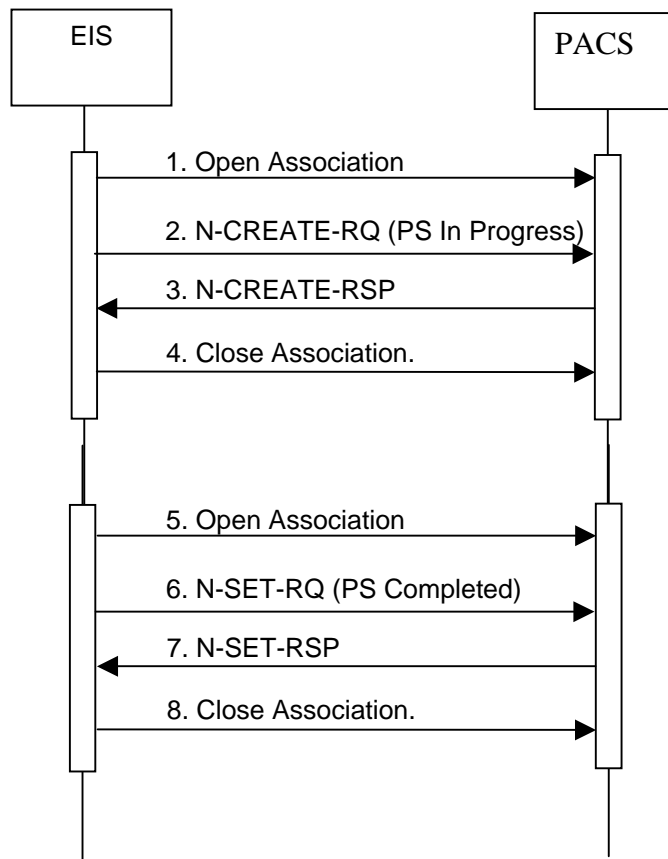 EIS
PACS
1. Open Association
2. N-CREATE-RQ (PS In Progress)
3. N-CREATE-RSP
4. Close Association.
5. Open Association
6. N-SET-RQ (PS Completed)
7. N-SET-RSP
8. Close Association.